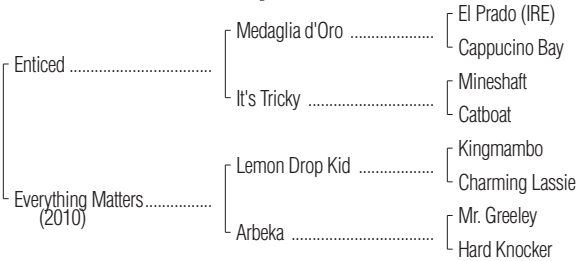 El Prado (IRE)
Medaglia d'Oro ....................
Cappucino Bay
Enticed ..................................
Mineshaft
It's Tricky ..............................
Catboat
Kingmambo
Lemon Drop Kid ..................
Charming Lassie
Everything Matters................
(2010)
Mr. Greeley
Arbeka ..................................
Hard Knocker